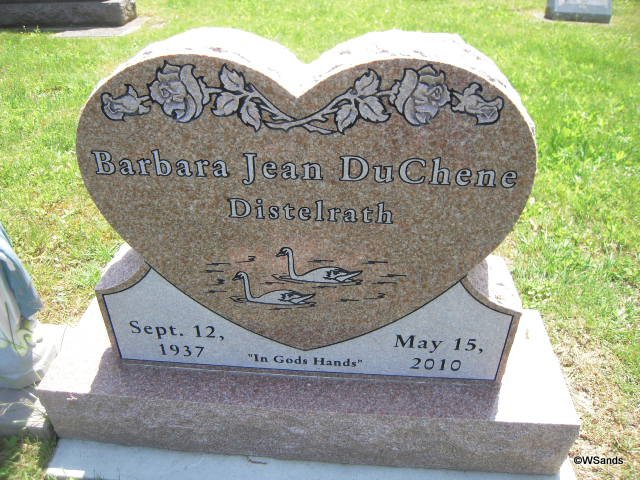 Barbara Jean DuChene
Distelrath
Sept. 12,
1937
"In Gods Hands"
May 15,
2010
©WSands